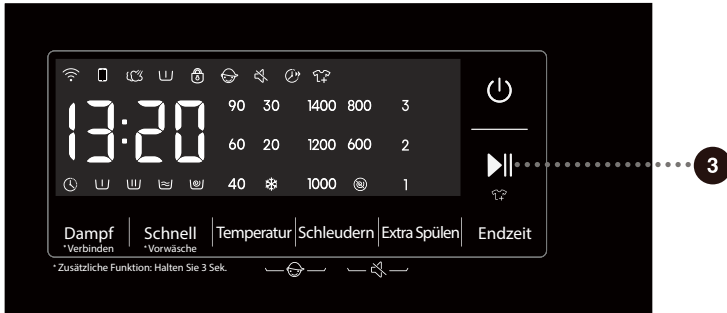 13:20
90 30 1400 800 3
60 20 1200 600 2
40 1000 1
3
Dampf Schnell Temperatur Schleudern Extra Spülen Endzeit
*Verbinden *Vorwäsche
*Zusätzliche Funktion: Halten Sie 3 Sek.